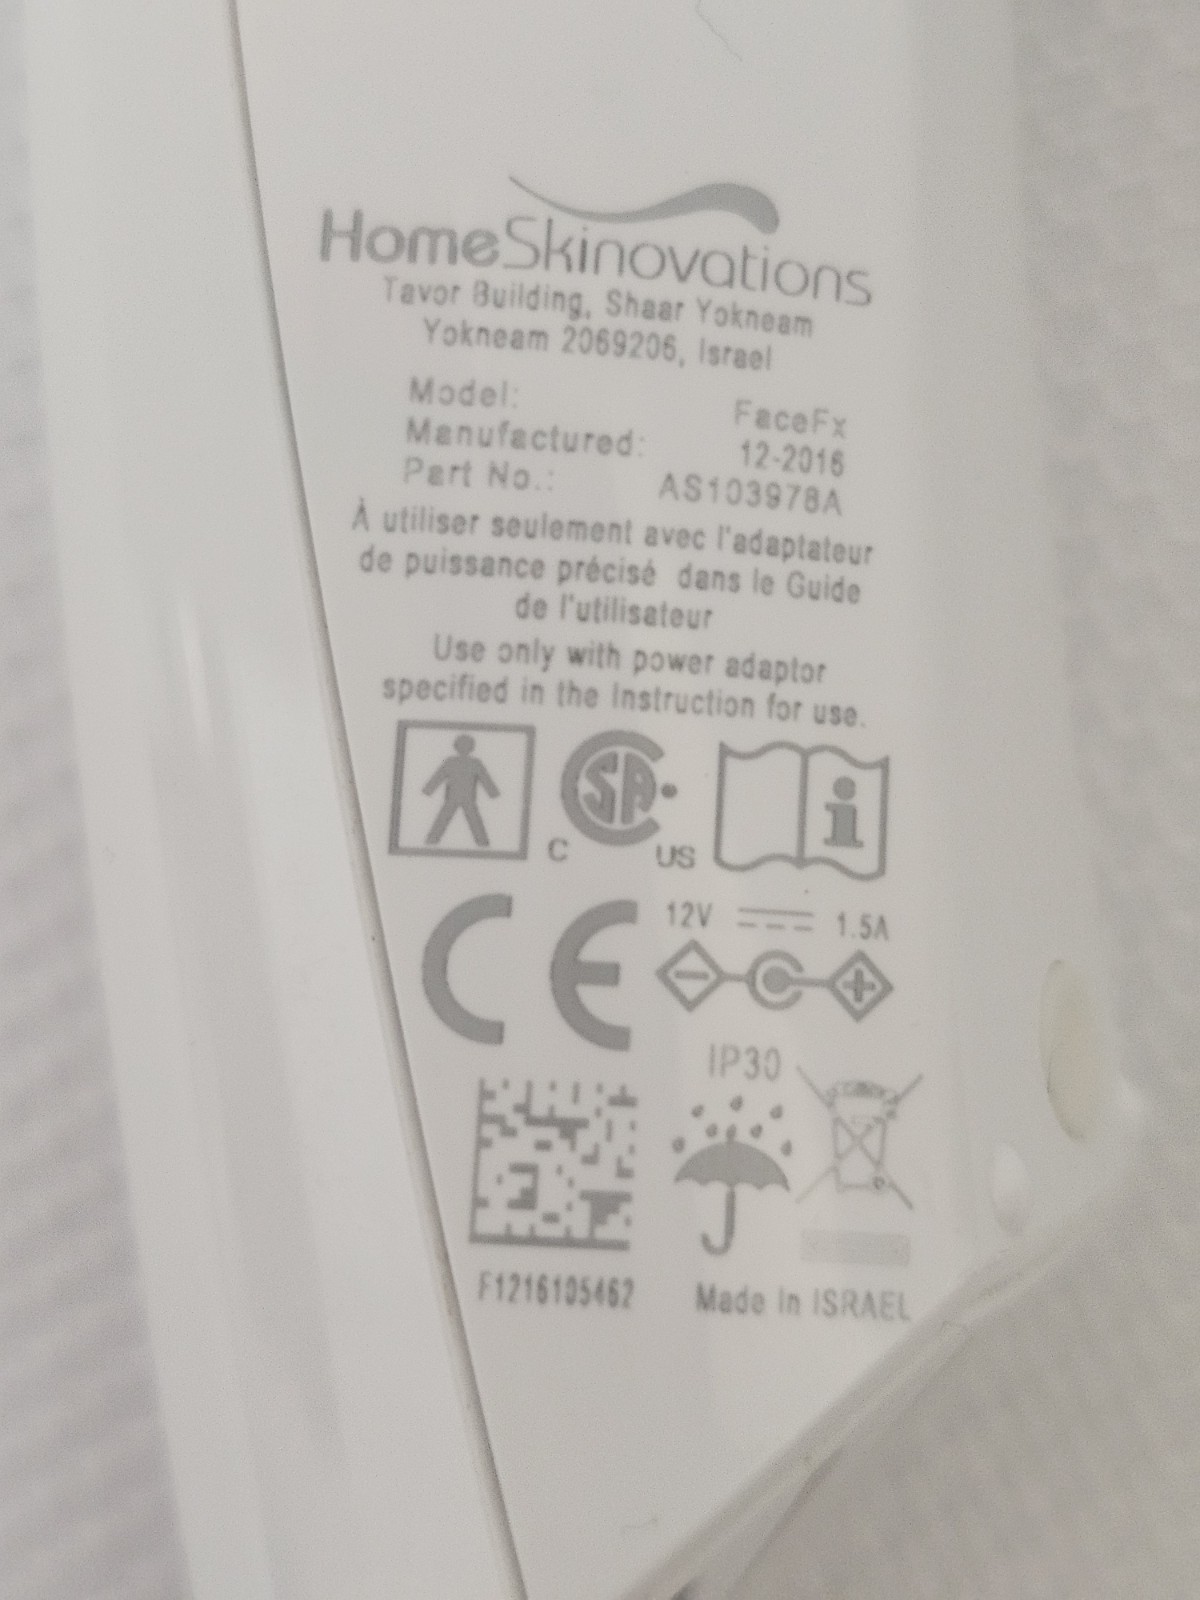 HomeSkinovations
Tavor Building, Shaar Yokneam
Yokneam 2069206, Israel
Model: FaceFx
Manufactured: 12-2016
Part No.: AS103978A
À utiliser seulement avec l'adaptateur
de puissance précisé dans le Guide
de l'utilisateur
Use only with power adaptor
specified in the Instruction for use.
C SA US
CE
12V 1.5A
IP30
F1216105462
Made in ISRAEL